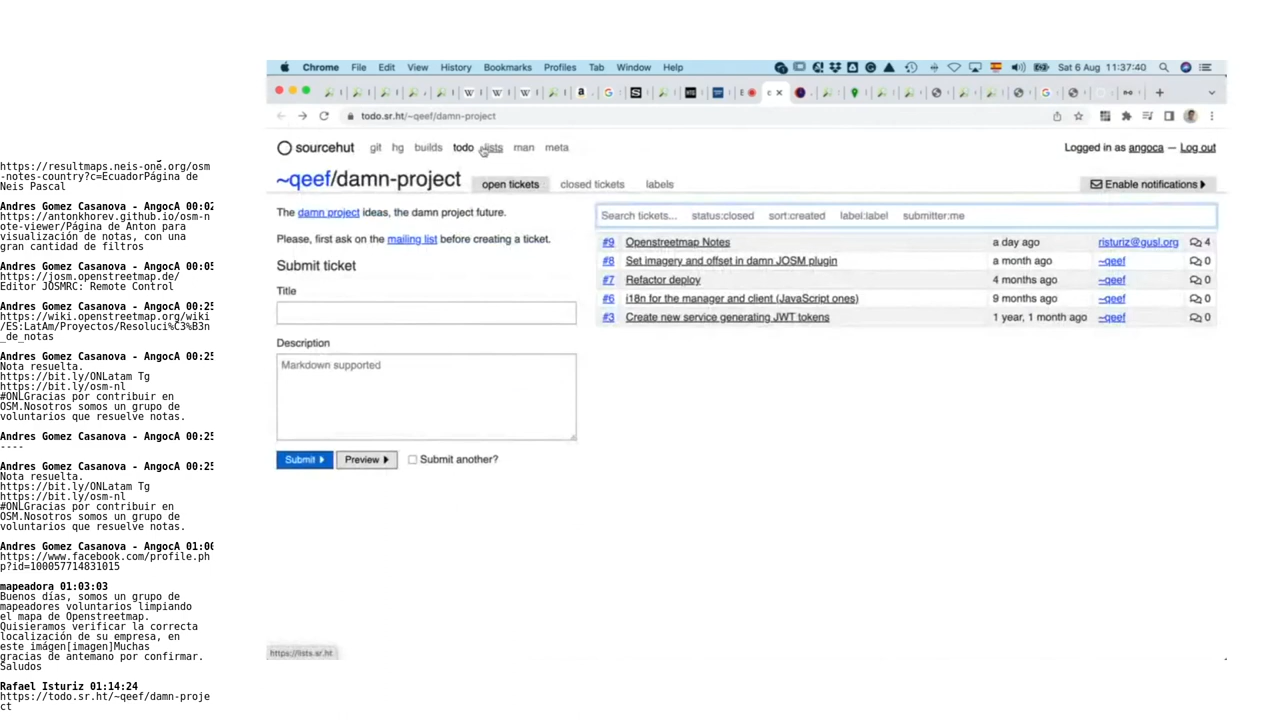 https://resultmaps.neis-one.org/osm
-notes-country?c=EcuadorPágina de
Neis Pascal
Andres Gomez Casanova - AngocA 00:02
https://antonkhorev.github.io/osm-n
ote-viewer/Página de Anton para
visualización de notas, con una
gran cantidad de filtros
Andres Gomez Casanova - AngocA 00:05
https://josm.openstreetmap.de/
Editor JOSMRC: Remote Control
Andres Gomez Casanova - AngocA 00:25
https://wiki.openstreetmap.org/wiki
/ES:LatAm/Proyectos/Resoluci%C3%B3n
_de_notas
Andres Gomez Casanova - AngocA 00:25
Nota resuelta.
https://bit.ly/ONLatam Tg
https://bit.ly/osm-nl
#ONLGracias por contribuir en
OSM.Nosotros somos un grupo de
voluntarios que resuelve notas.
Andres Gomez Casanova - AngocA 00:25
----
Andres Gomez Casanova - AngocA 00:25
Nota resuelta.
https://bit.ly/ONLatam Tg
https://bit.ly/osm-nl
#ONLGracias por contribuir en
OSM.Nosotros somos un grupo de
voluntarios que resuelve notas.
Andres Gomez Casanova - AngocA 01:00
https://www.facebook.com/profile.ph
p?id=100057714831015
mapeadora 01:03:03
Buenos días, somos un grupo de
mapeadores voluntarios limpiando
el mapa de Openstreetmap.
Quisieramos verificar la correcta
localización de su empresa, en
este imágen[imagen]Muchas
gracias de antemano por confirmar.
Saludos
Rafael Isturiz 01:14:24
https://todo.sr.ht/~qeef/damn-proje
ct
Chrome File Edit View History Bookmarks Profiles Tab Window Help Sat 6 Aug 11:37:40
todo.sr.ht/~qeef/damn-project
sourcehut git hg builds todo lists man meta Logged in as angoca — Log out
~qeef/damn-project open tickets closed tickets labels Enable notifications
The damn project ideas, the damn project future.
Please, first ask on the mailing list before creating a ticket.
Submit ticket
Title
Description
Markdown supported
Submit Preview Submit another?
Search tickets... status:closed sort:created label:label submitter:me
#9 Openstreetmap Notes a day ago risturiz@gusl.org 4
#8 Set imagery and offset in damn JOSM plugin a month ago ~qeef 0
#7 Refactor deploy 4 months ago ~qeef 0
#6 i18n for the manager and client (JavaScript ones) 9 months ago ~qeef 0
#3 Create new service generating JWT tokens 1 year, 1 month ago ~qeef 0
https://lists.sr.ht